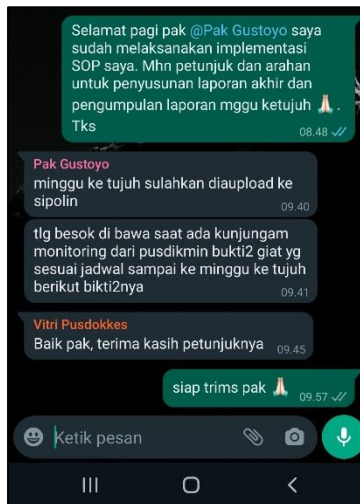 Selamat pagi pak @Pak Gustoyo saya
sudah melaksanakan implementasi
SOP saya. Mhn petunjuk dan arahan
untuk penyusunan laporan akhir dan
pengumpulan laporan mggu ketujuh 🙏🏻 .
Tks
08.48
Pak Gustoyo
minggu ke tujuh sulahkan diaupload ke
sipolin
09.40
tlg besok di bawa saat ada kunjungam
monitoring dari pusdikmin bukti2 giat yg
sesuai jadwal sampai ke minggu ke tujuh
berikut bikti2nya
09.41
Vitri Pusdokkes
Baik pak, terima kasih petunjuknya
09.45
siap trims pak 🙏🏻
09.57
Ketik pesan